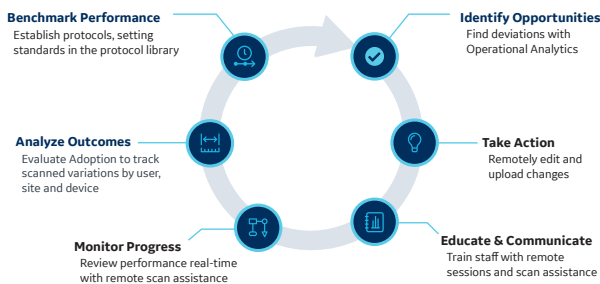 Benchmark Performance
Establish protocols, setting
standards in the protocol library
Identify Opportunities
Find deviations with
Operational Analytics
Take Action
Remotely edit and
upload changes
Educate & Communicate
Train staff with remote
sessions and scan assistance
Monitor Progress
Review performance real-time
with remote scan assistance
Analyze Outcomes
Evaluate Adoption to track
scanned variations by user,
site and device